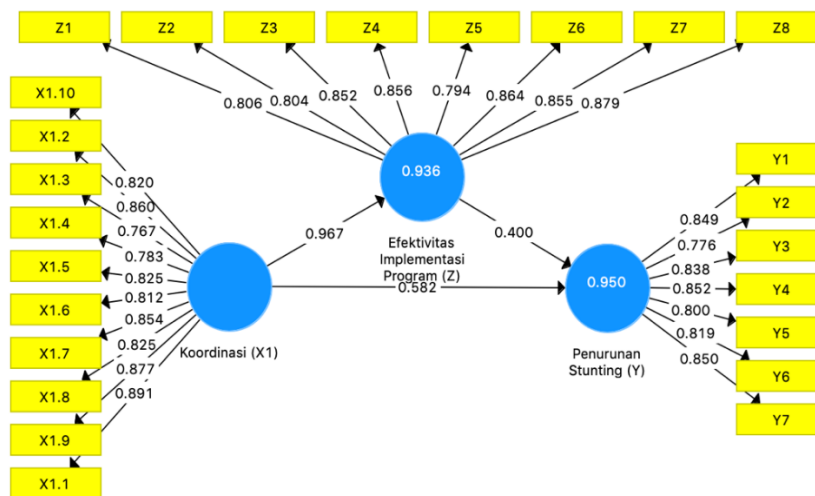 Z1
Z2
Z3
Z4
Z5
Z6
Z7
Z8
0.806
0.804
0.852
0.856
0.794
0.864
0.855
0.879
X1.10
X1.2
X1.3
X1.4
X1.5
X1.6
X1.7
X1.8
X1.9
X1.1
0.820
0.860
0.767
0.783
0.825
0.812
0.854
0.825
0.877
0.891
Koordinasi (X1)
0.967
0.936
Efektivitas
Implementasi
Program (Z)
0.400
0.582
0.950
Penurunan
Stunting (Y)
0.849
0.776
0.838
0.852
0.800
0.819
0.850
Y1
Y2
Y3
Y4
Y5
Y6
Y7